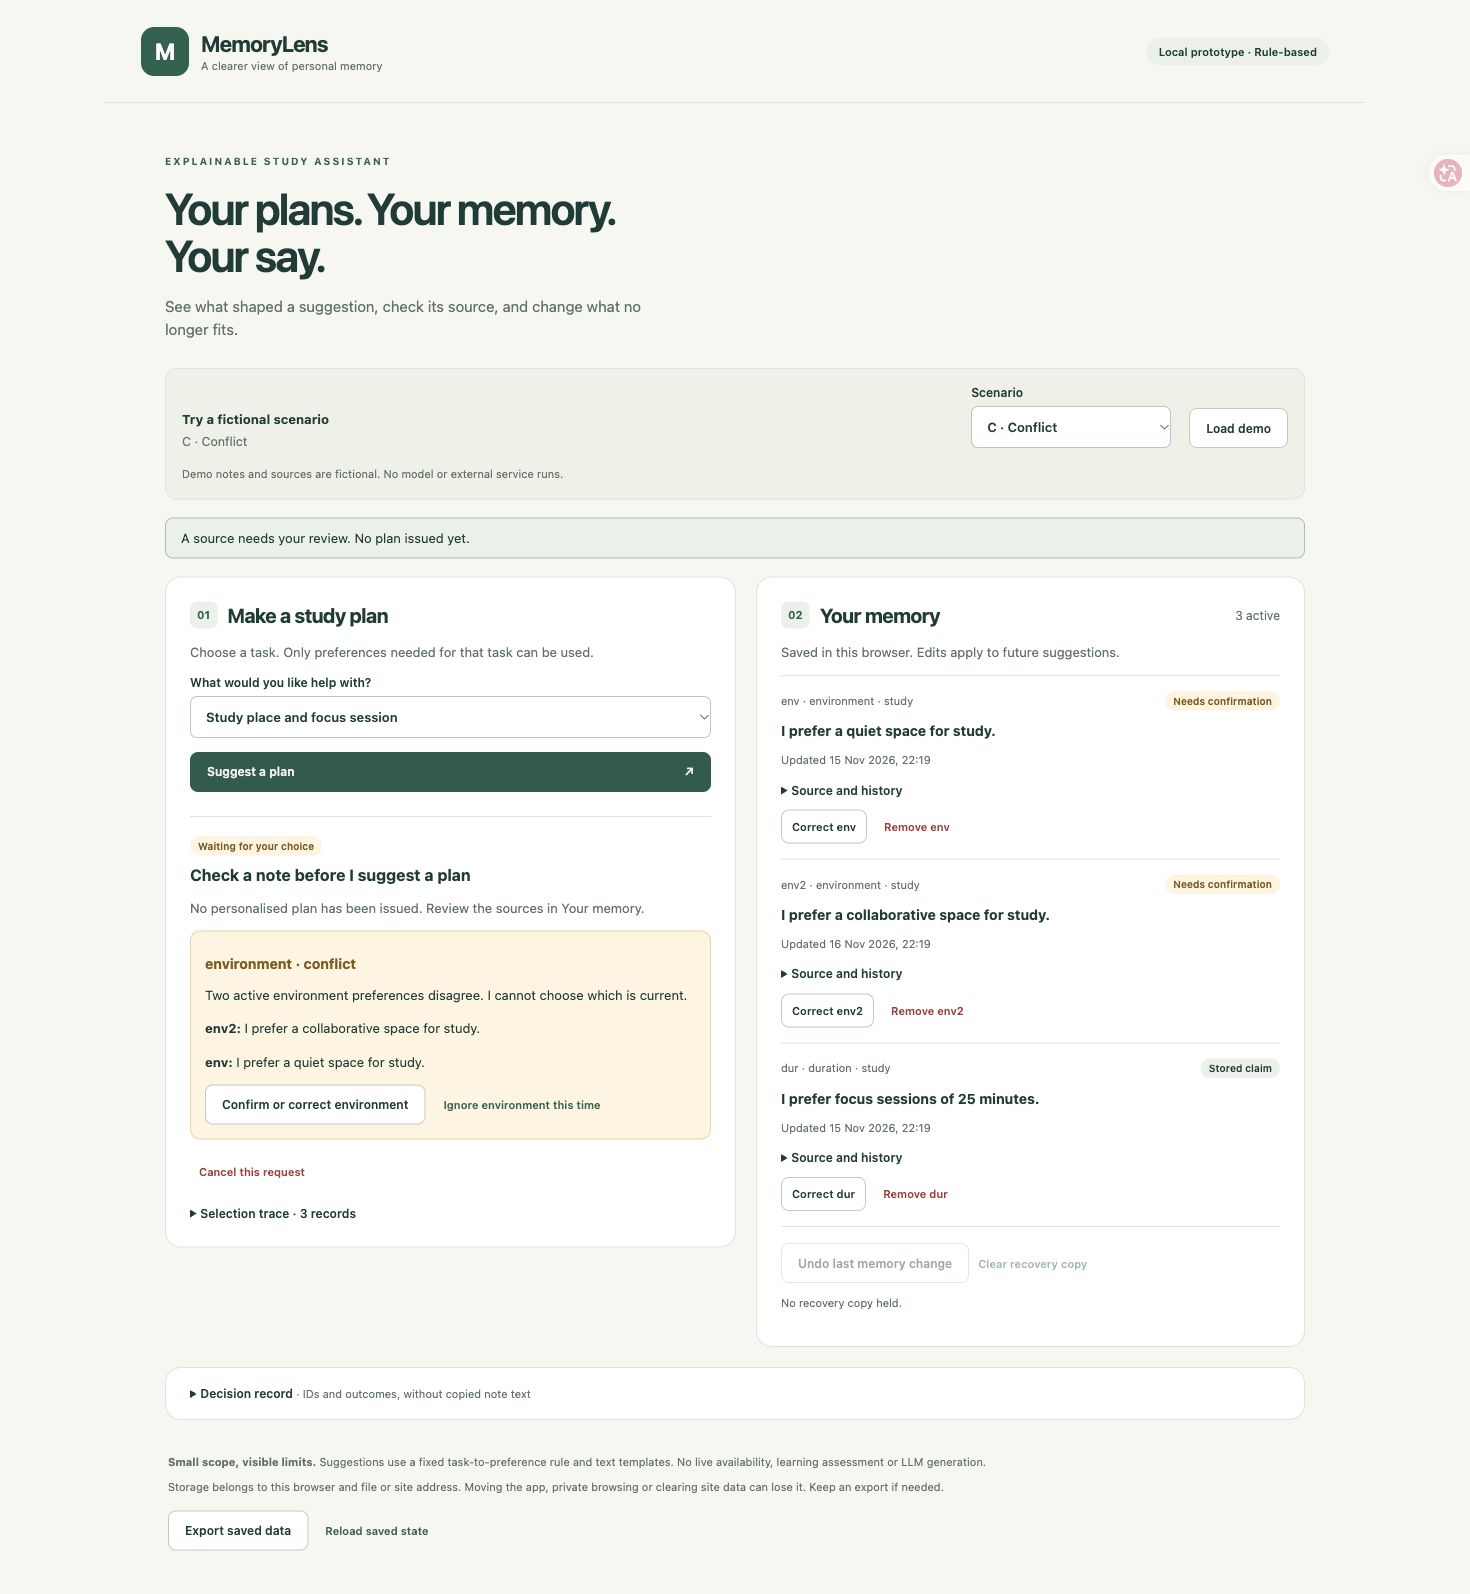 M
MemoryLens
A clearer view of personal memory
Local prototype · Rule-based
EXPLAINABLE STUDY ASSISTANT
Your plans. Your memory.
Your say.
See what shaped a suggestion, check its source, and change what no
longer fits.
Try a fictional scenario
C · Conflict
Demo notes and sources are fictional. No model or external service runs.
Scenario
C · Conflict
Load demo
A source needs your review. No plan issued yet.
01 Make a study plan
Choose a task. Only preferences needed for that task can be used.
What would you like help with?
Study place and focus session
Suggest a plan ↗
Waiting for your choice
Check a note before I suggest a plan
No personalised plan has been issued. Review the sources in Your memory.
environment · conflict
Two active environment preferences disagree. I cannot choose which is current.
env2: I prefer a collaborative space for study.
env: I prefer a quiet space for study.
Confirm or correct environment Ignore environment this time
Cancel this request
Selection trace · 3 records
02 Your memory 3 active
Saved in this browser. Edits apply to future suggestions.
env · environment · study Needs confirmation
I prefer a quiet space for study.
Updated 15 Nov 2026, 22:19
Source and history
Correct env Remove env
env2 · environment · study Needs confirmation
I prefer a collaborative space for study.
Updated 16 Nov 2026, 22:19
Source and history
Correct env2 Remove env2
dur · duration · study Stored claim
I prefer focus sessions of 25 minutes.
Updated 15 Nov 2026, 22:19
Source and history
Correct dur Remove dur
Undo last memory change Clear recovery copy
No recovery copy held.
Decision record · IDs and outcomes, without copied note text
Small scope, visible limits. Suggestions use a fixed task-to-preference rule and text templates. No live availability, learning assessment or LLM generation.
Storage belongs to this browser and file or site address. Moving the app, private browsing or clearing site data can lose it. Keep an export if needed.
Export saved data Reload saved state